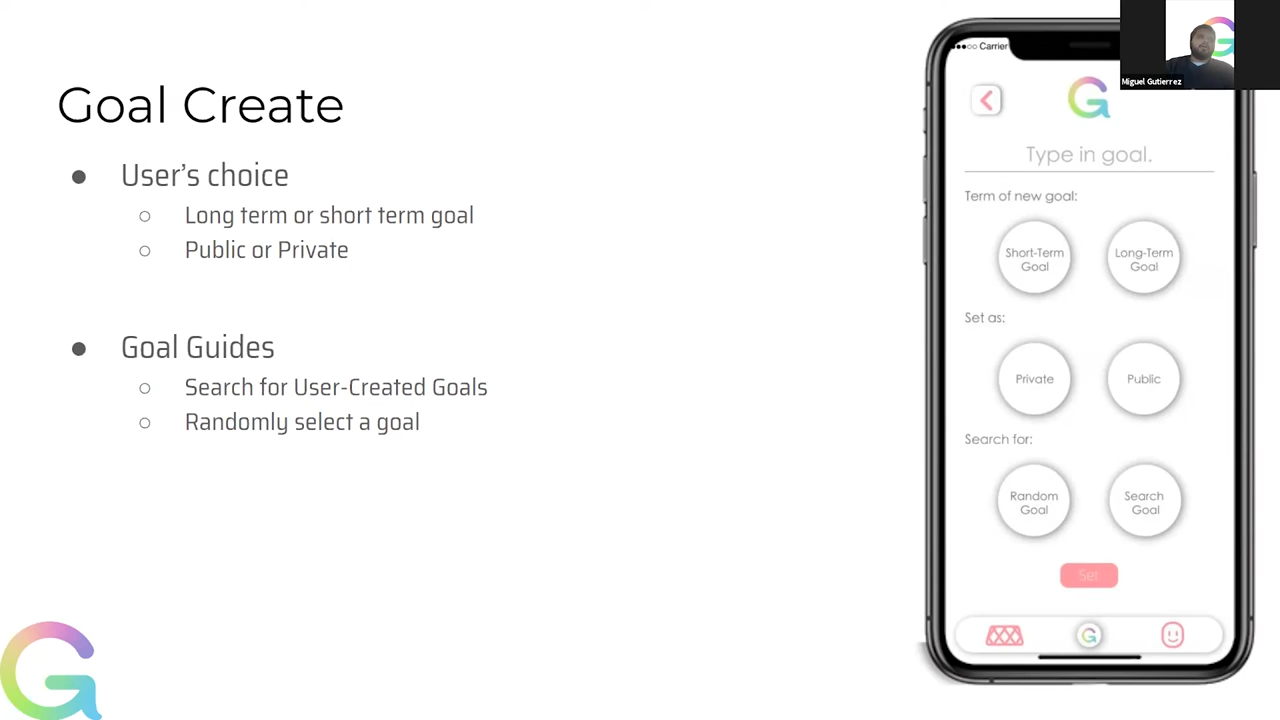 Goal Create
● User's choice
○ Long term or short term goal
○ Public or Private
● Goal Guides
○ Search for User-Created Goals
○ Randomly select a goal
Carrier
Miguel Gutierrez
G
Type in goal.
Term of new goal:
Short-Term Goal
Long-Term Goal
Set as:
Private
Public
Search for:
Random Goal
Search Goal
Set
G
G